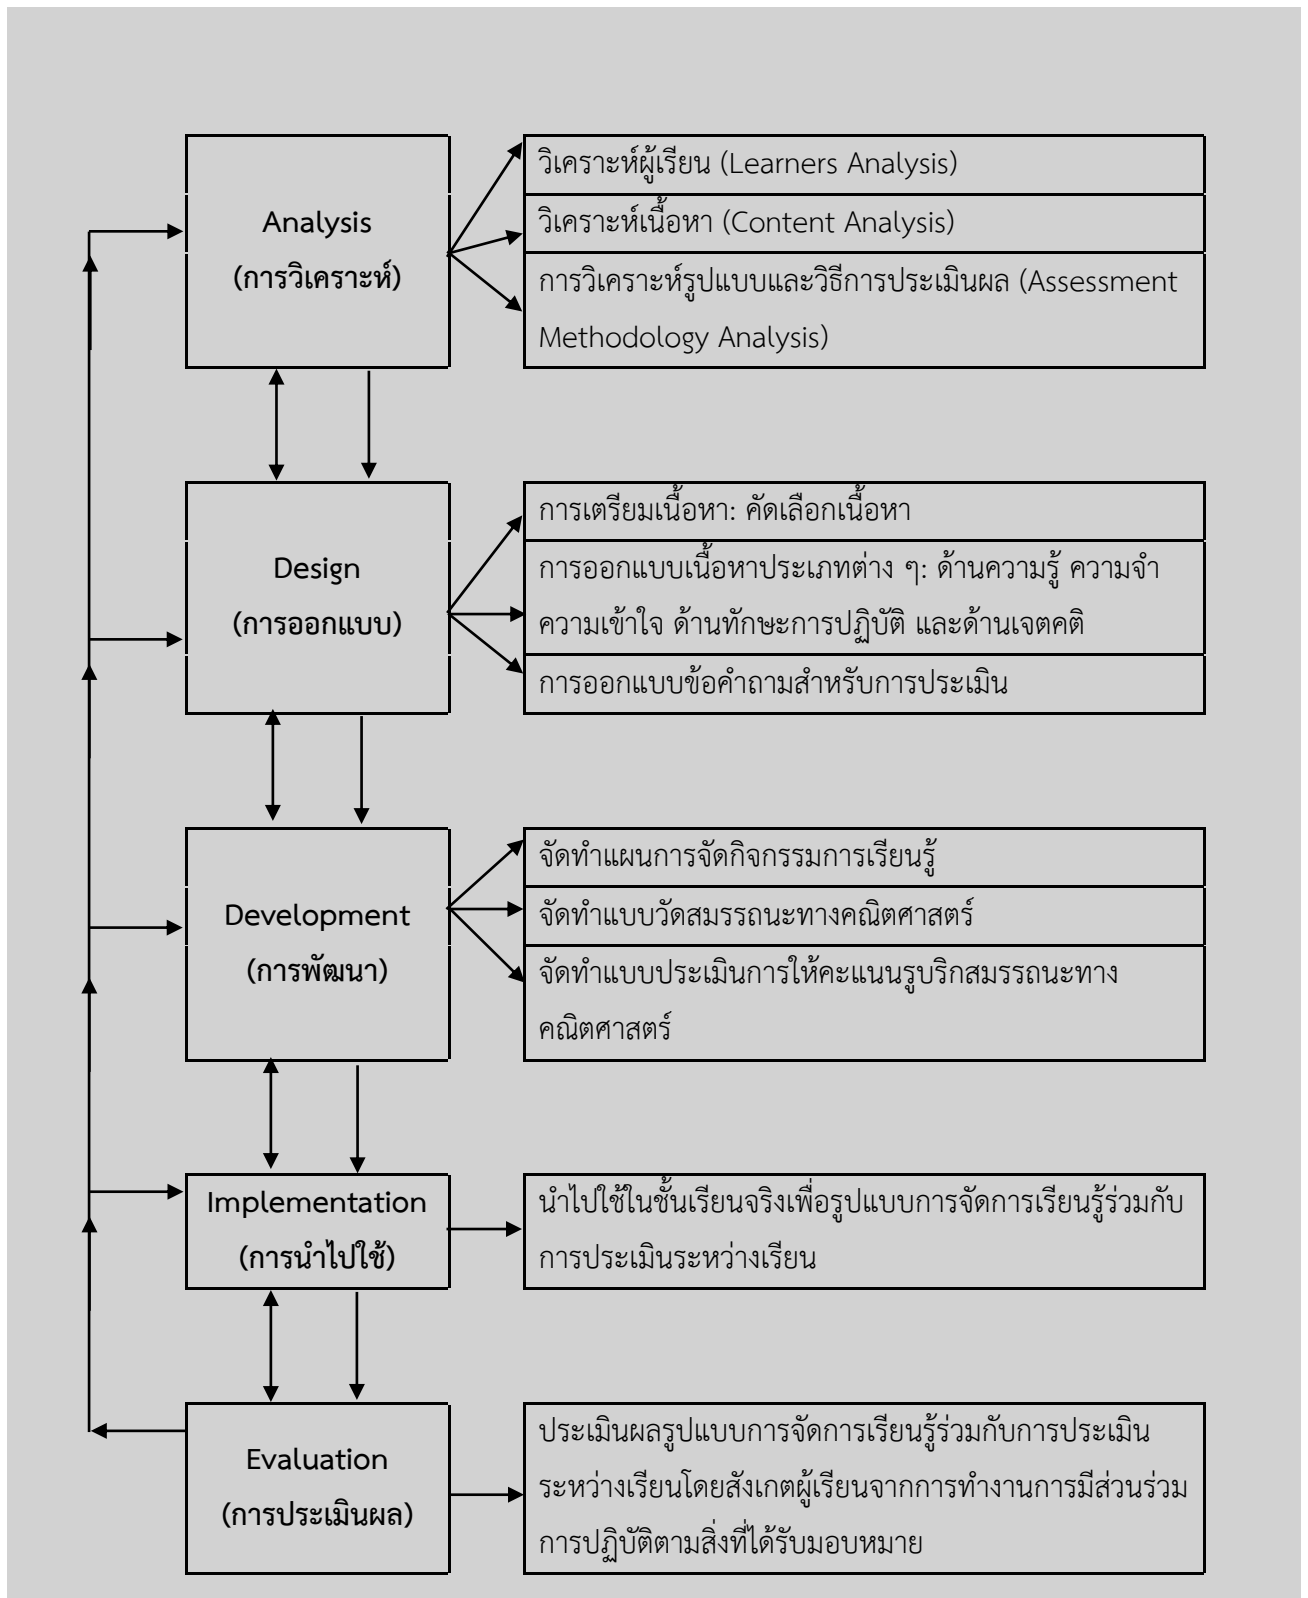 Analysis
(การวิเคราะห์)
วิเคราะห์ผู้เรียน (Learners Analysis)
วิเคราะห์เนื้อหา (Content Analysis)
การวิเคราะห์รูปแบบและวิธีการประเมินผล (Assessment
Methodology Analysis)
Design
(การออกแบบ)
การเตรียมเนื้อหา: คัดเลือกเนื้อหา
การออกแบบเนื้อหาประเภทต่าง ๆ: ด้านความรู้ ความจำ
ความเข้าใจ ด้านทักษะการปฏิบัติ และด้านเจตคติ
การออกแบบข้อคำถามสำหรับการประเมิน
Development
(การพัฒนา)
จัดทำแผนการจัดกิจกรรมการเรียนรู้
จัดทำแบบวัดสมรรถนะทางคณิตศาสตร์
จัดทำแบบประเมินการให้คะแนนรูบริกสมรรถนะทาง
คณิตศาสตร์
Implementation
(การนำไปใช้)
นำไปใช้ในชั้นเรียนจริงเพื่อรูปแบบการจัดการเรียนรู้ร่วมกับ
การประเมินระหว่างเรียน
Evaluation
(การประเมินผล)
ประเมินผลรูปแบบการจัดการเรียนรู้ร่วมกับการประเมิน
ระหว่างเรียนโดยสังเกตผู้เรียนจากการทำงานการมีส่วนร่วม
การปฏิบัติตามสิ่งที่ได้รับมอบหมาย